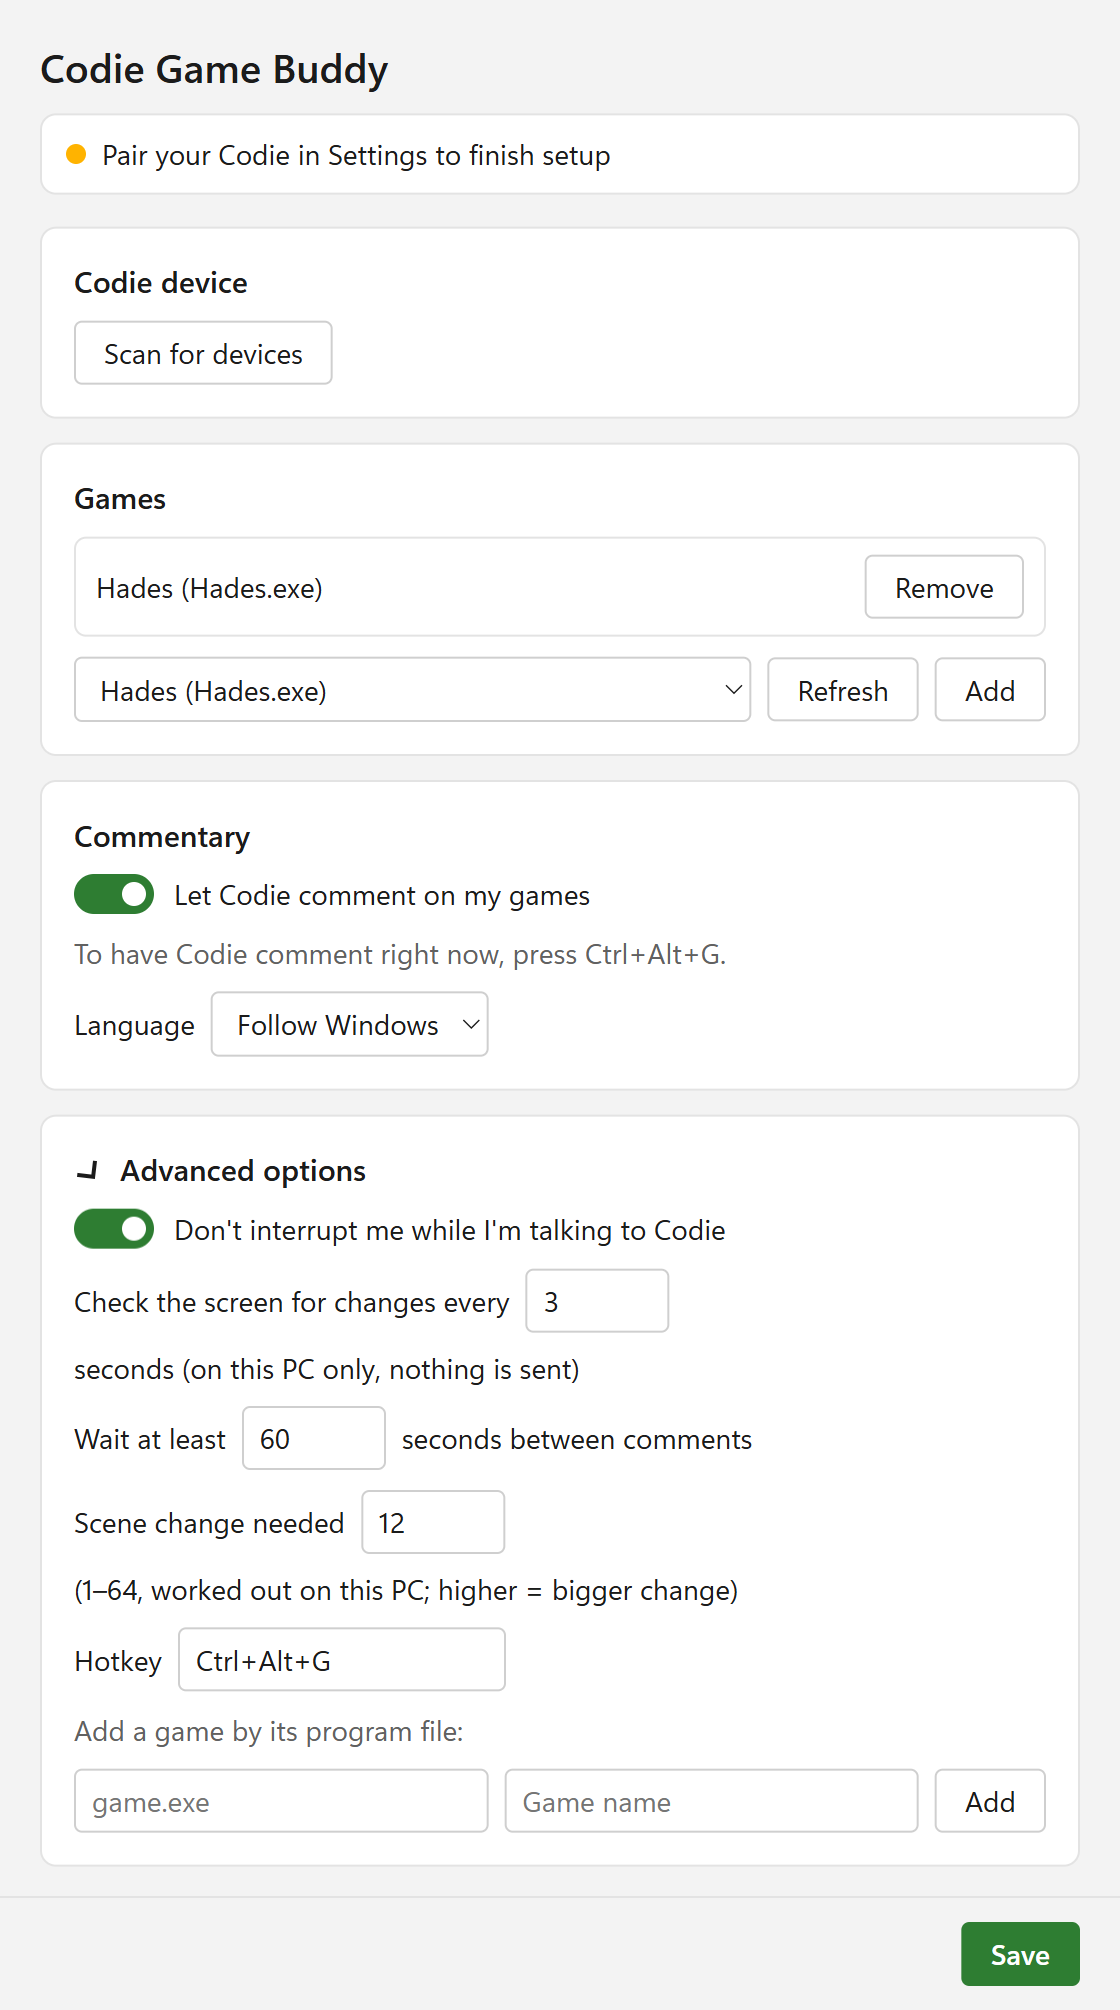 Codie Game Buddy
Pair your Codie in Settings to finish setup
Codie device
Scan for devices
Games
Hades (Hades.exe)
Remove
Hades (Hades.exe)
Refresh
Add
Commentary
Let Codie comment on my games
To have Codie comment right now, press Ctrl+Alt+G.
Language
Follow Windows
Advanced options
Don't interrupt me while I'm talking to Codie
Check the screen for changes every 3
seconds (on this PC only, nothing is sent)
Wait at least 60 seconds between comments
Scene change needed 12
(1–64, worked out on this PC; higher = bigger change)
Hotkey Ctrl+Alt+G
Add a game by its program file:
game.exe
Game name
Add
Save